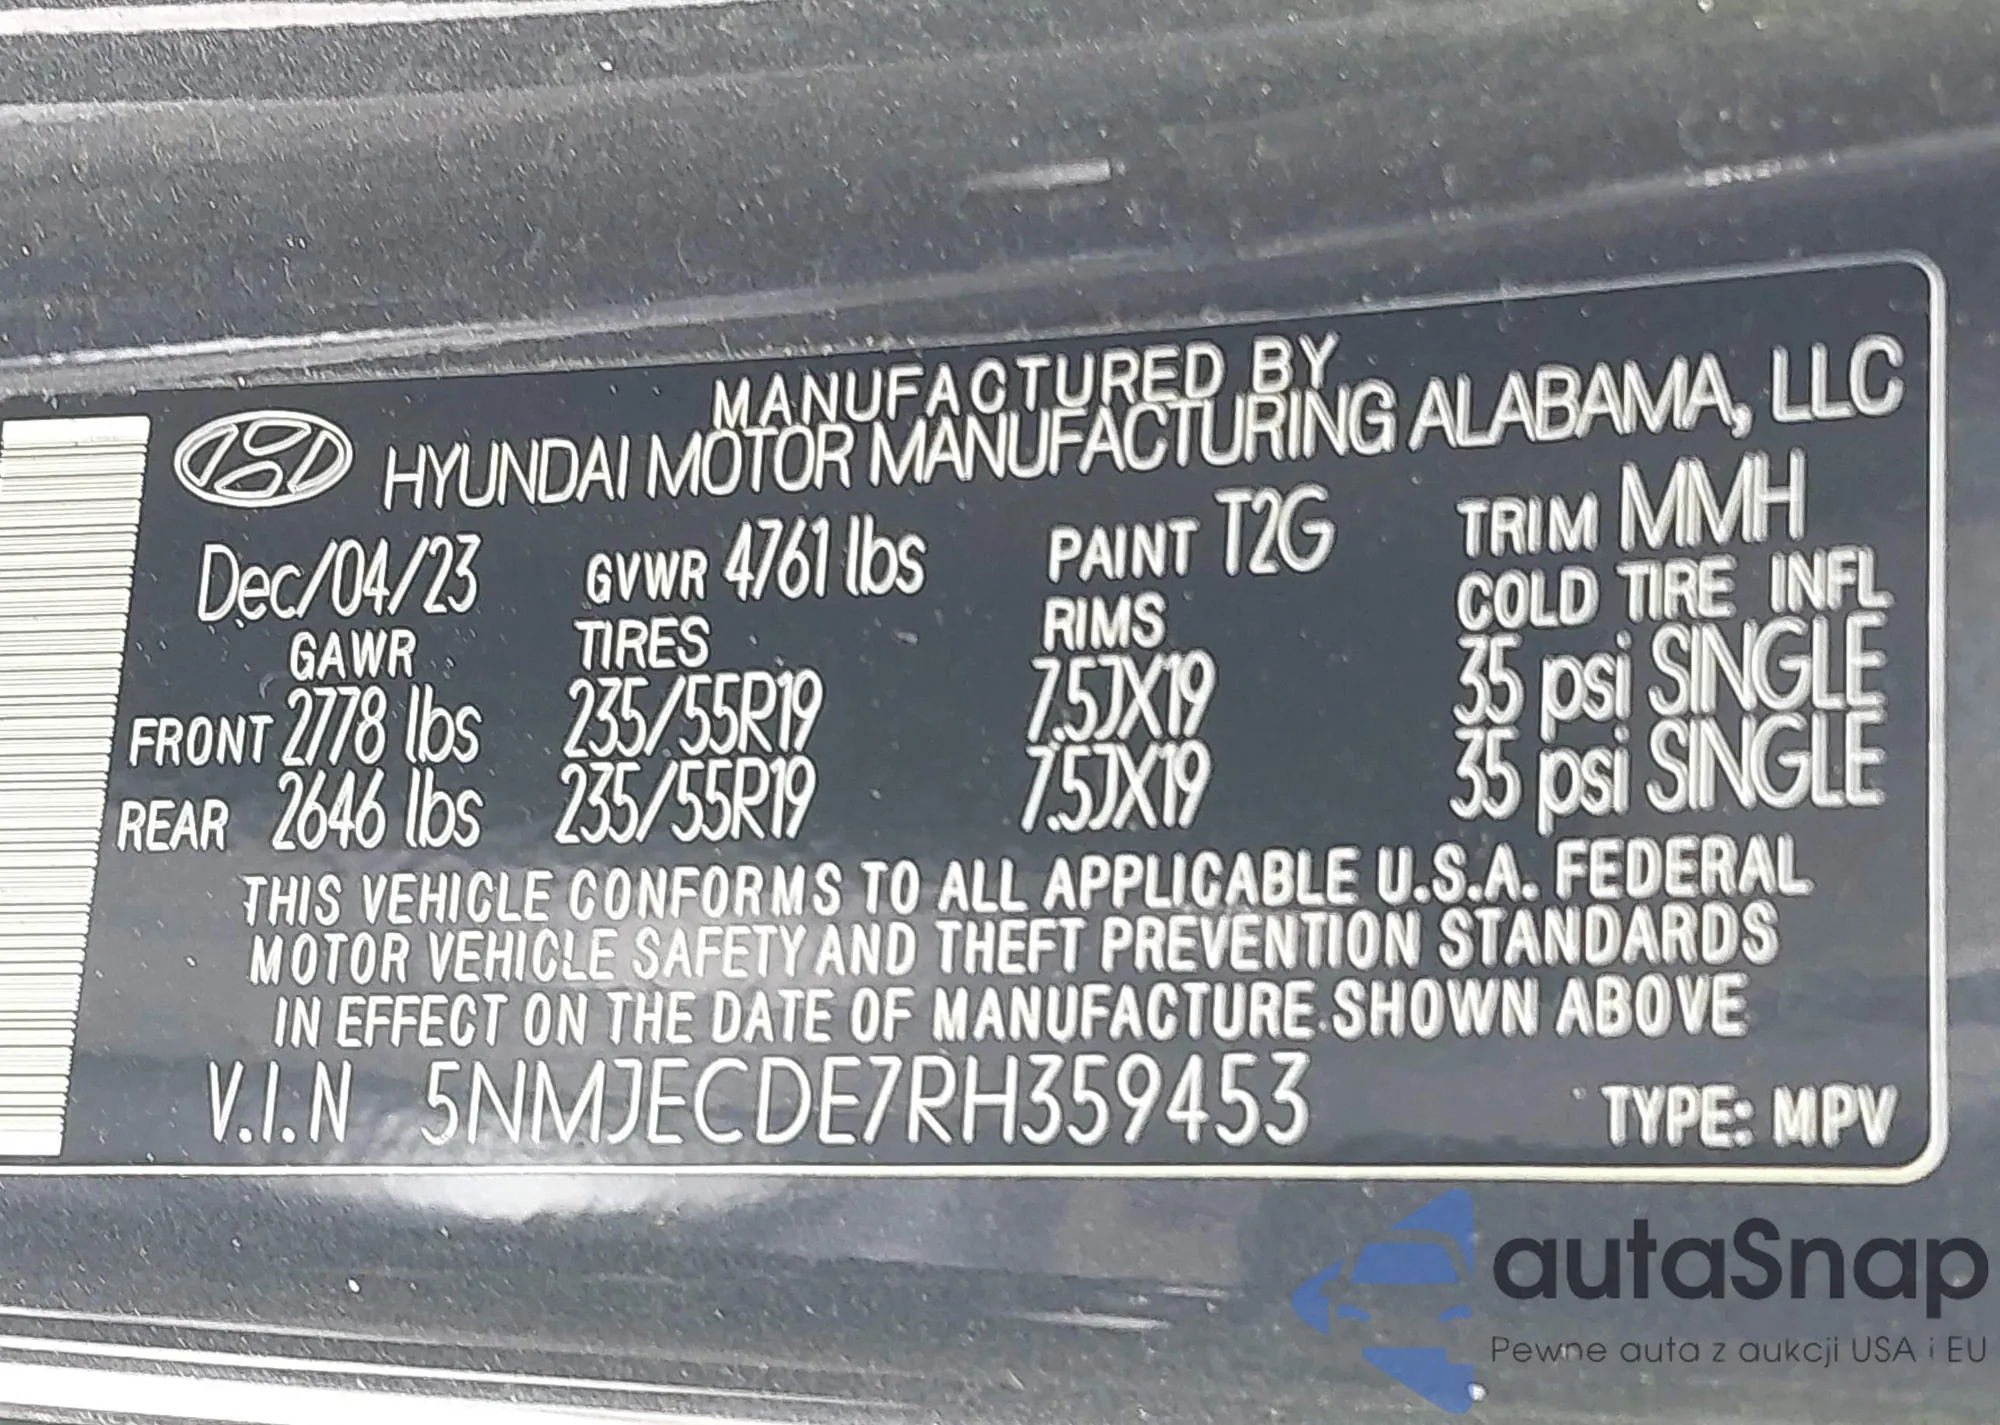 MANUFACTURED BY
HYUNDAI MOTOR MANUFACTURING ALABAMA, LLC
Dec/04/23 GVWR 4761 lbs PAINT T2G TRIM MMH
GAWR TIRES RIMS COLD TIRE INFL
FRONT 2778 lbs 235/55R19 7.5JX19 35 psi SINGLE
REAR 2646 lbs 235/55R19 7.5JX19 35 psi SINGLE
THIS VEHICLE CONFORMS TO ALL APPLICABLE U.S.A. FEDERAL
MOTOR VEHICLE SAFETY AND THEFT PREVENTION STANDARDS
IN EFFECT ON THE DATE OF MANUFACTURE SHOWN ABOVE
V.I.N 5NMJECDE7RH359453 TYPE: MPV
autaSnap
Pewne auta z aukcji USA i EU